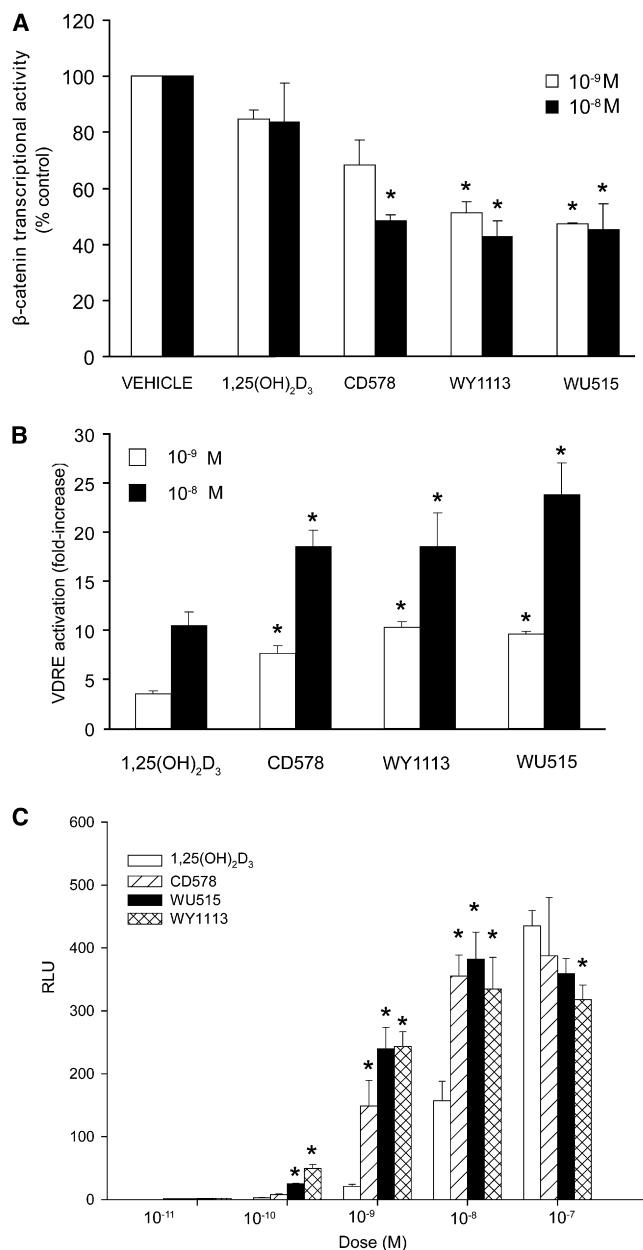 A
β-catenin transcriptional activity
(% control)
120
100
80
60
40
20
0
10-9 M
10-8 M
*
* *
* *
VEHICLE 1,25(OH)2D3 CD578 WY1113 WU515
B
VDRE activation (fold-increase)
30
25
20
15
10
5
0
10-9 M
10-8 M
* *
* *
* *
1,25(OH)2D3 CD578 WY1113 WU515
C
RLU
600
500
400
300
200
100
0
1,25(OH)2D3
CD578
WU515
WY1113
* *
* * *
* * *
*
10-11 10-10 10-9 10-8 10-7
Dose (M)